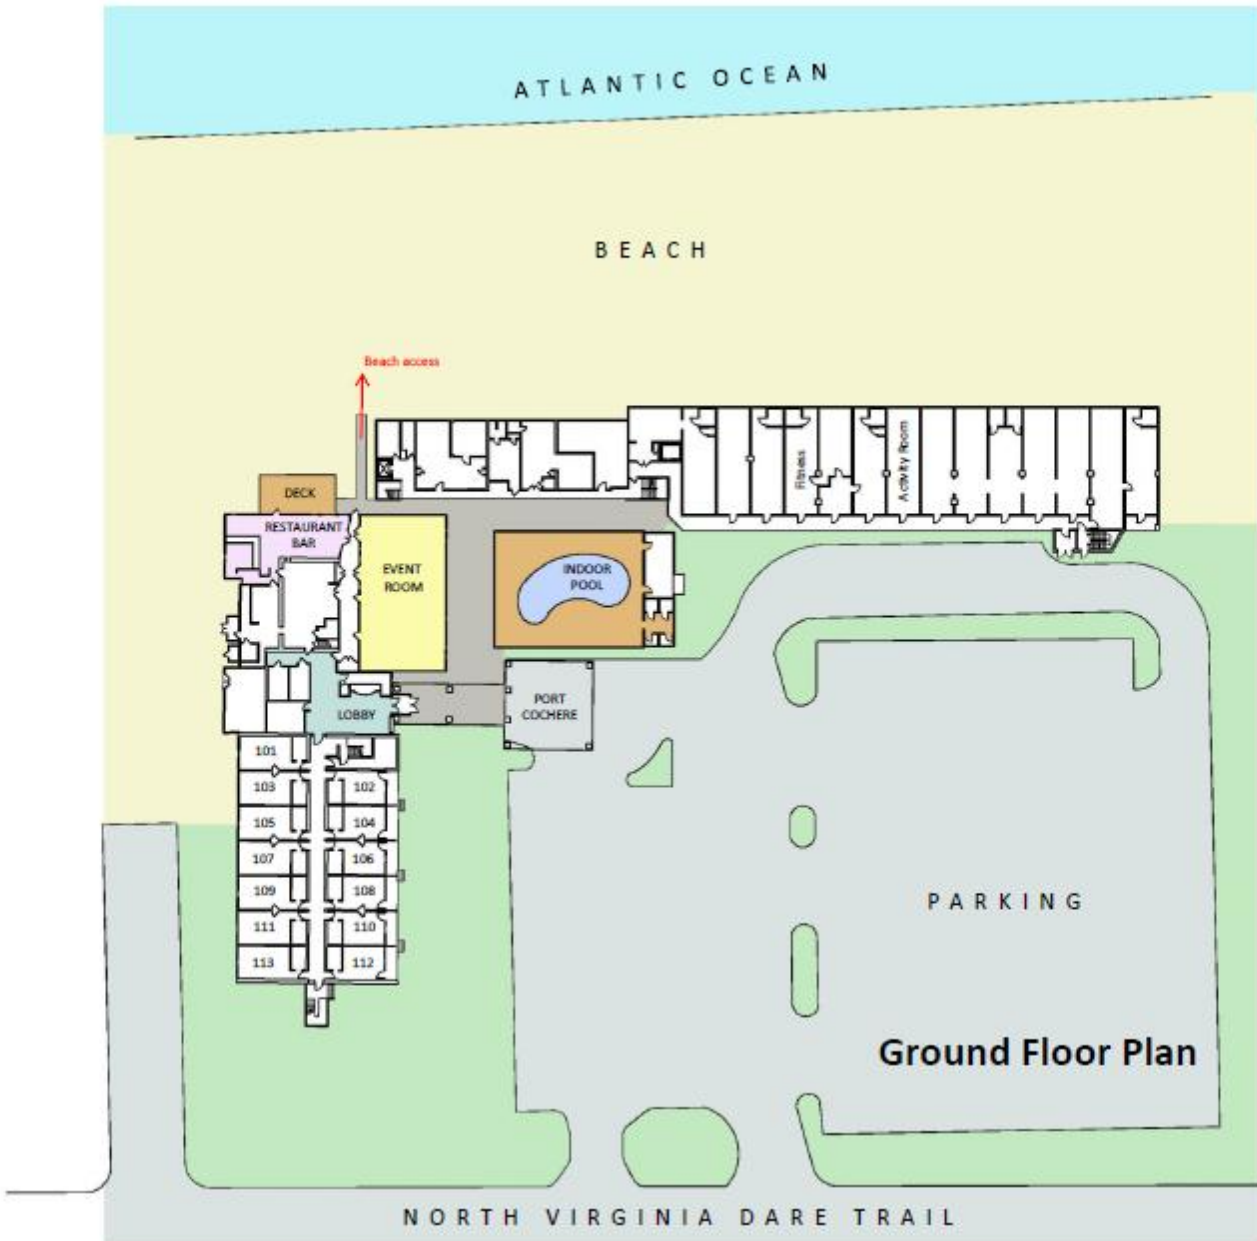 ATLANTIC OCEAN
BEACH
Beach access
Fitness
Activity Room
DECK
RESTAURANT
BAR
EVENT
ROOM
INDOOR
POOL
LOBBY
PORT
COCHERE
101
103
102
105
104
107
106
109
108
111
110
113
112
PARKING
Ground Floor Plan
NORTH VIRGINIA DARE TRAIL